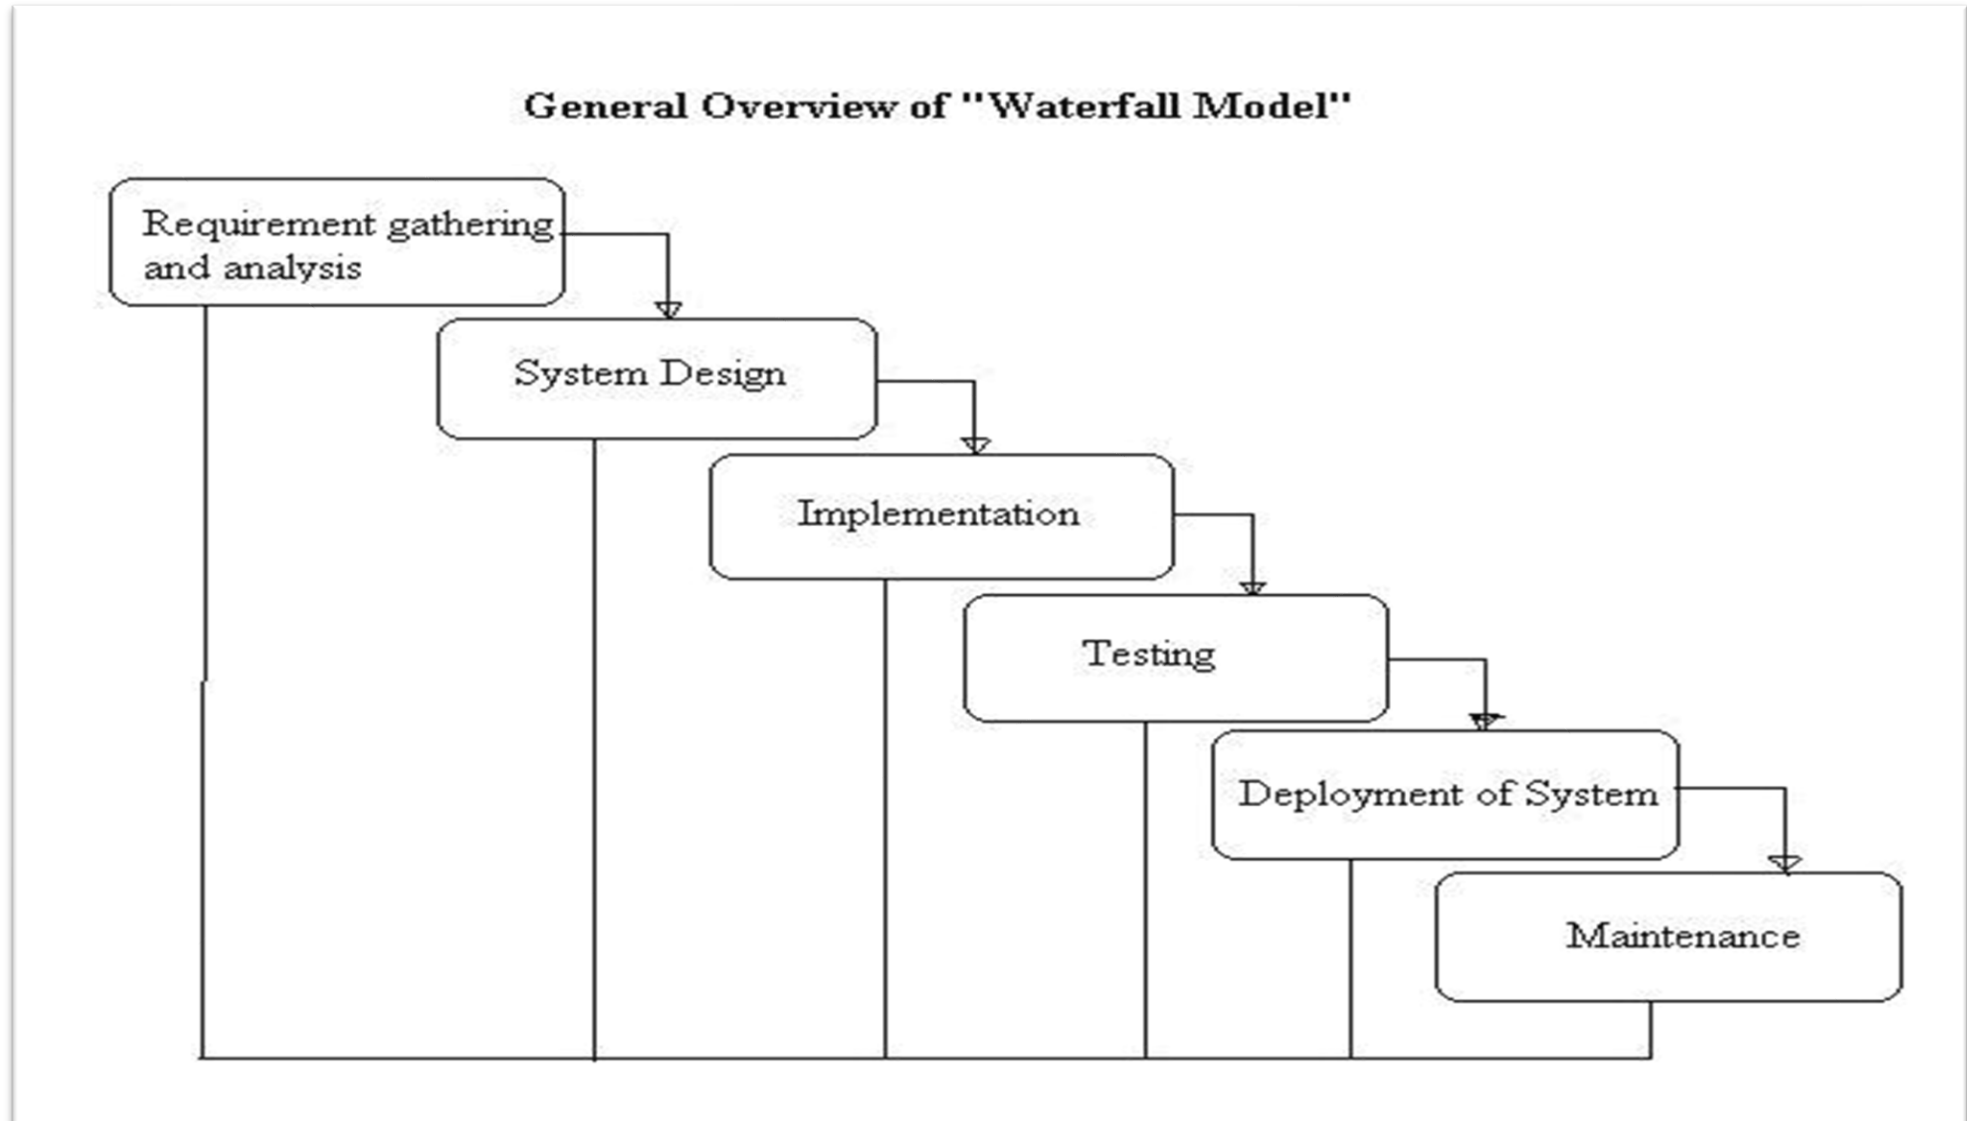 General Overview of "Waterfall Model"
Requirement gathering
and analysis
System Design
Implementation
Testing
Deployment of System
Maintenance